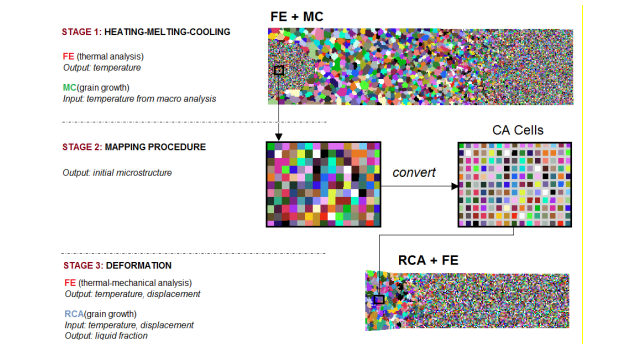 FE + MC
STAGE 1: HEATING-MELTING-COOLING
FE (thermal analysis)
Output: temperature
MC(grain growth)
Input: temperature from macro analysis
CA Cells
STAGE 2: MAPPING PROCEDURE
Output: initial microstructure
convert
RCA + FE
STAGE 3: DEFORMATION
FE (thermal-mechanical analysis)
Output: temperature, displacement
RCA(grain growth)
Input: temperature, displacement
Output: liquid fraction